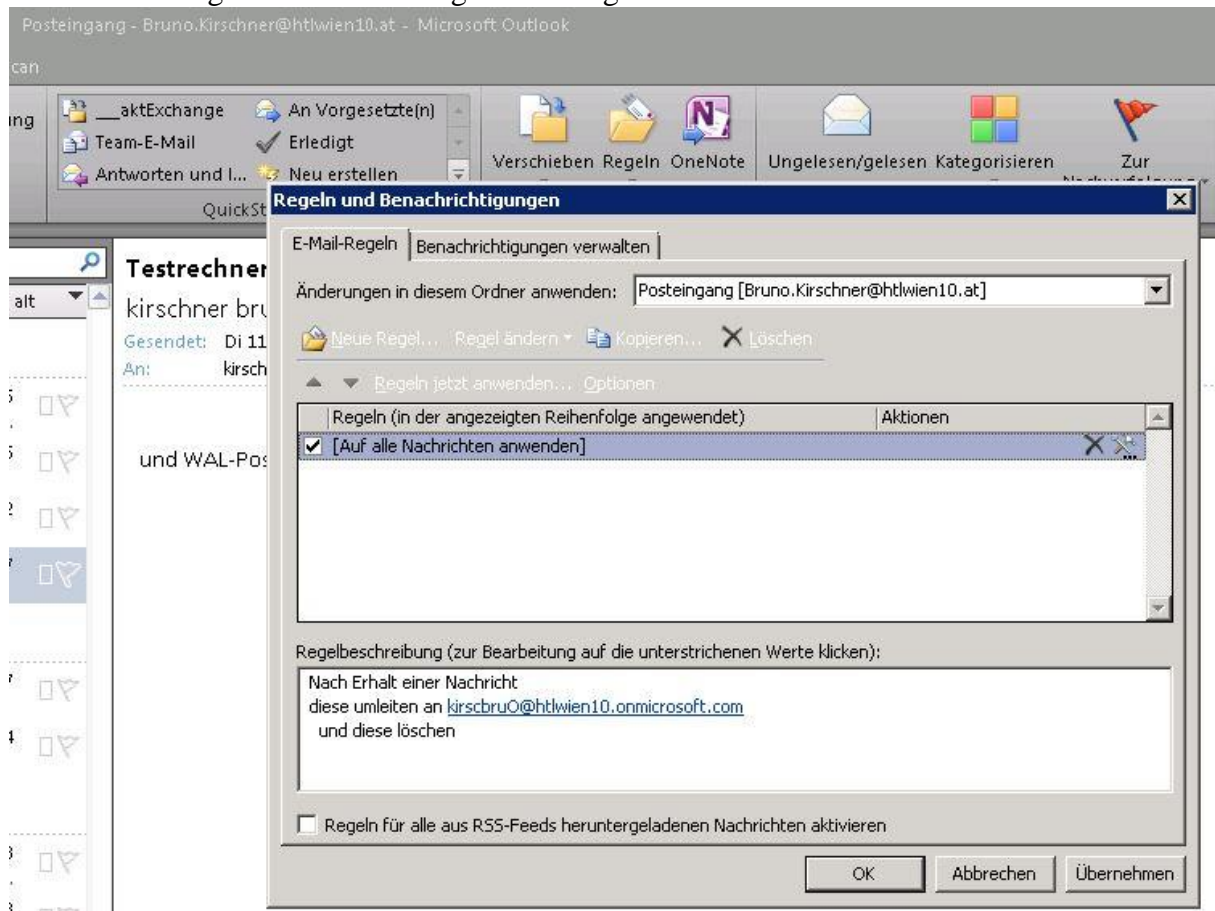 Posteingang - Bruno.Kirschner@htlwien10.at - Microsoft Outlook
can
ung
__aktExchange
An Vorgesetzte(n)
Team-E-Mail
Erledigt
Antworten und l...
Neu erstellen
Verschieben
Regeln
OneNote
Ungelesen/gelesen
Kategorisieren
Zur
QuickSt
Regeln und Benachrichtigungen
E-Mail-Regeln
Benachrichtigungen verwalten
Änderungen in diesem Ordner anwenden:
Posteingang [Bruno.Kirschner@htlwien10.at]
Neue Regel...
Regel ändern
Kopieren...
Löschen
Regeln jetzt anwenden...
Optionen
Regeln (in der angezeigten Reihenfolge angewendet)
Aktionen
[Auf alle Nachrichten anwenden]
alt
Testrechner
kirschner bru
Gesendet: Di 11
An: kirsch
und WAL-Pos
Regelbeschreibung (zur Bearbeitung auf die unterstrichenen Werte klicken):
Nach Erhalt einer Nachricht
diese umleiten an kirscbruO@htlwien10.onmicrosoft.com
und diese löschen
Regeln für alle aus RSS-Feeds heruntergeladenen Nachrichten aktivieren
OK
Abbrechen
Übernehmen